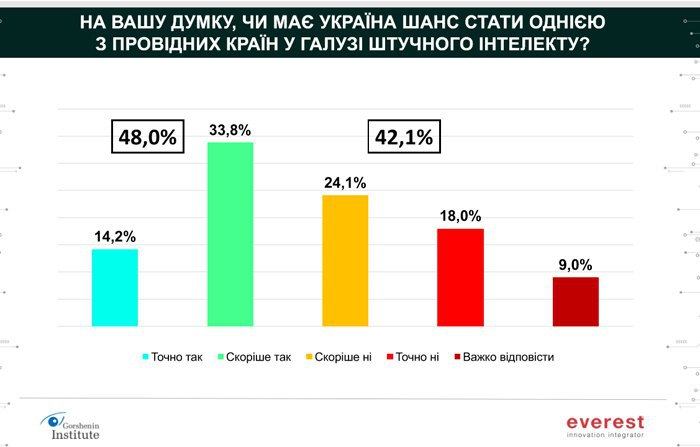 НА ВАШУ ДУМКУ, ЧИ МАЄ УКРАЇНА ШАНС СТАТИ ОДНІЄЮ
З ПРОВІДНИХ КРАЇН У ГАЛУЗІ ШТУЧНОГО ІНТЕЛЕКТУ?
48,0%
33,8%
42,1%
24,1%
18,0%
14,2%
9,0%
Точно так Скоріше так Скоріше ні Точно ні Важко відповісти
Gorshenin
Institute
everest
innovation integrator